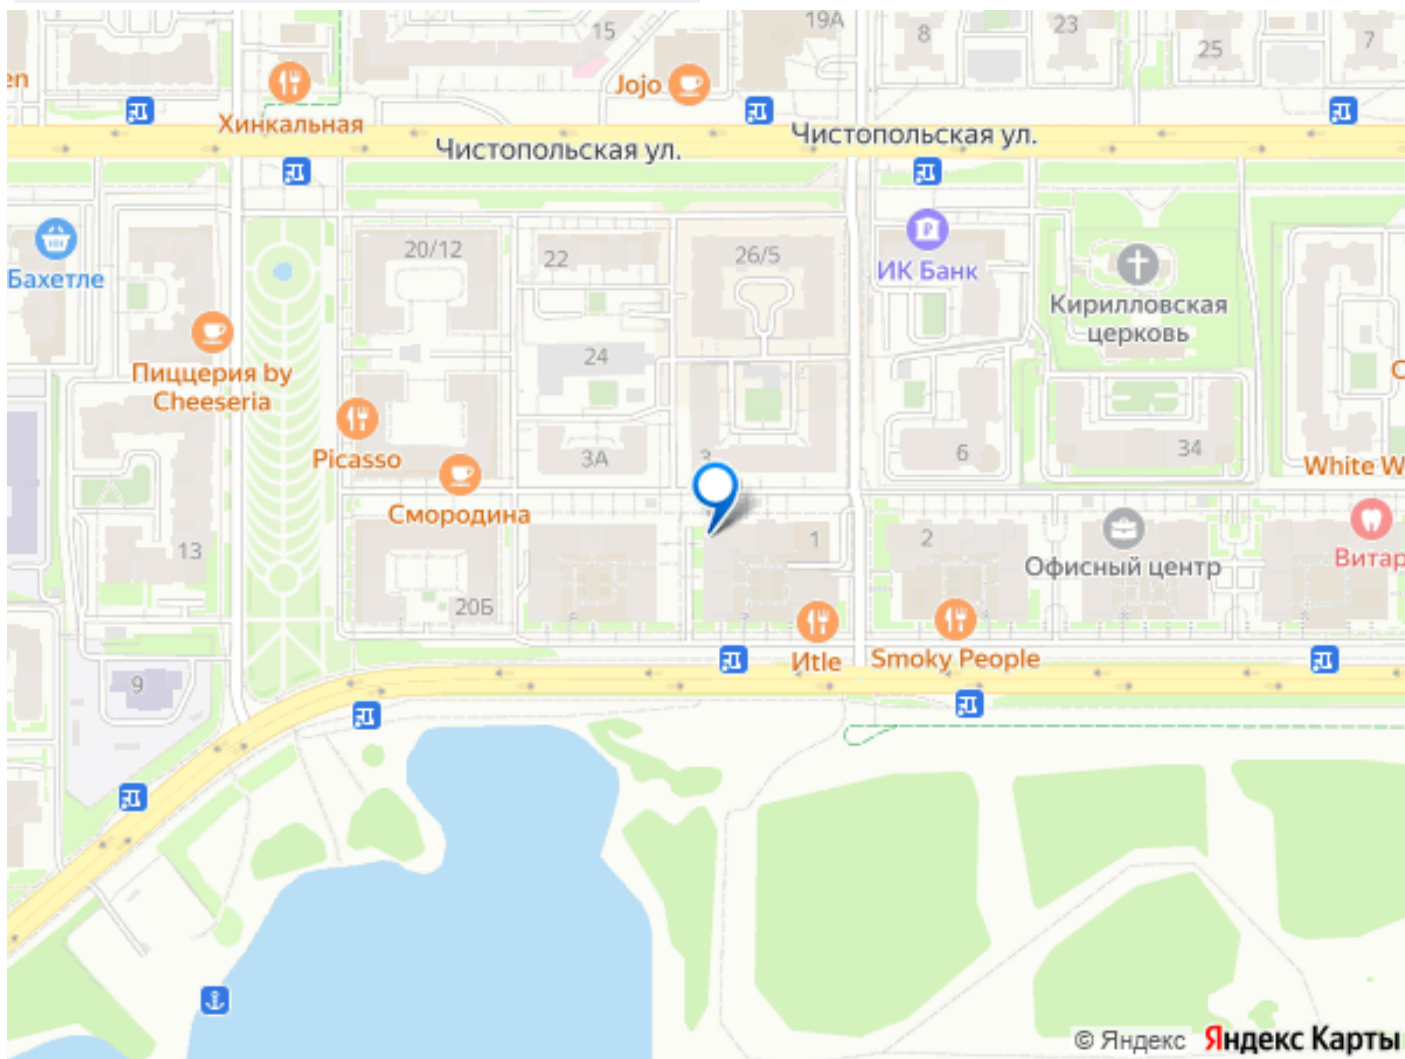 15
19А
8
23
25
7
en
Jojo
Хинкальная
Чистопольская ул.
Чистопольская ул.
Бахетле
20/12
22
26/5
ИК Банк
Кирилловская
церковь
Пиццерия by
Cheeseria
24
Picasso
3А
3
6
34
White W
Смородина
13
1
2
Офисный центр
Витар
20Б
Иtle
Smoky People
9
© Яндекс Яндекс Карты